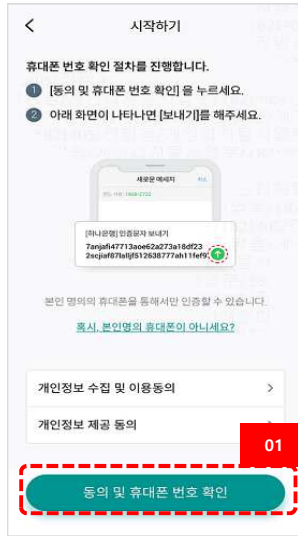 시작하기
휴대폰 번호 확인 절차를 진행합니다.
1 [동의 및 휴대폰 번호 확인] 을 누르세요.
2 아래 화면이 나타나면 [보내기]를 해주세요.
새로운 메세지
[하나은행] 인증문자 보내기
7anjafi47713aoe62a273a18df23
본인 명의의 휴대폰을 통해서만 인증할 수 있습니다.
혹시, 본인명의 휴대폰이 아니세요?
개인정보 수집 및 이용동의
개인정보 제공 동의
01
동의 및 휴대폰 번호 확인